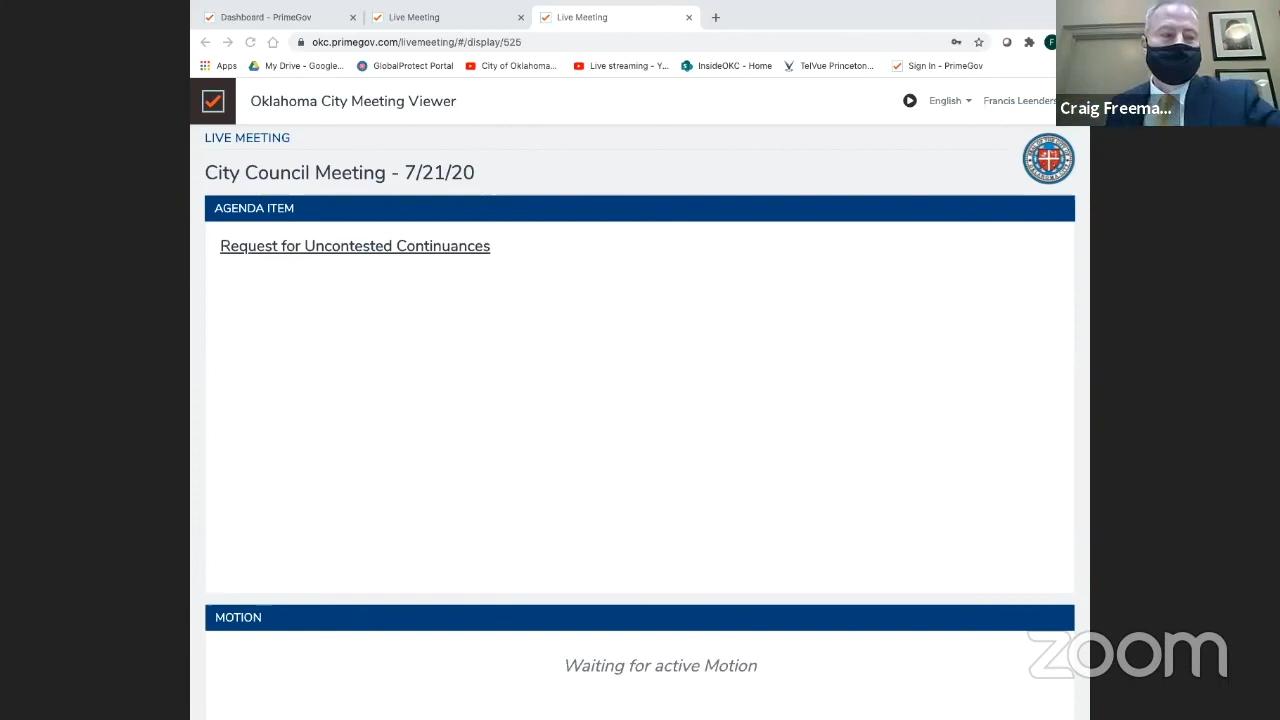 Dashboard - PrimeGov
Live Meeting
Live Meeting
okc.primegov.com/livemeeting/#/display/525
Apps
My Drive - Google...
GlobalProtect Portal
City of Oklahoma...
Live streaming - Y...
InsideOKC - Home
TelVue Princeton...
Sign In - PrimeGov
Oklahoma City Meeting Viewer
English
Francis Leenders
Craig Freema...
LIVE MEETING
City Council Meeting - 7/21/20
AGENDA ITEM
Request for Uncontested Continuances
MOTION
Waiting for active Motion
zoom